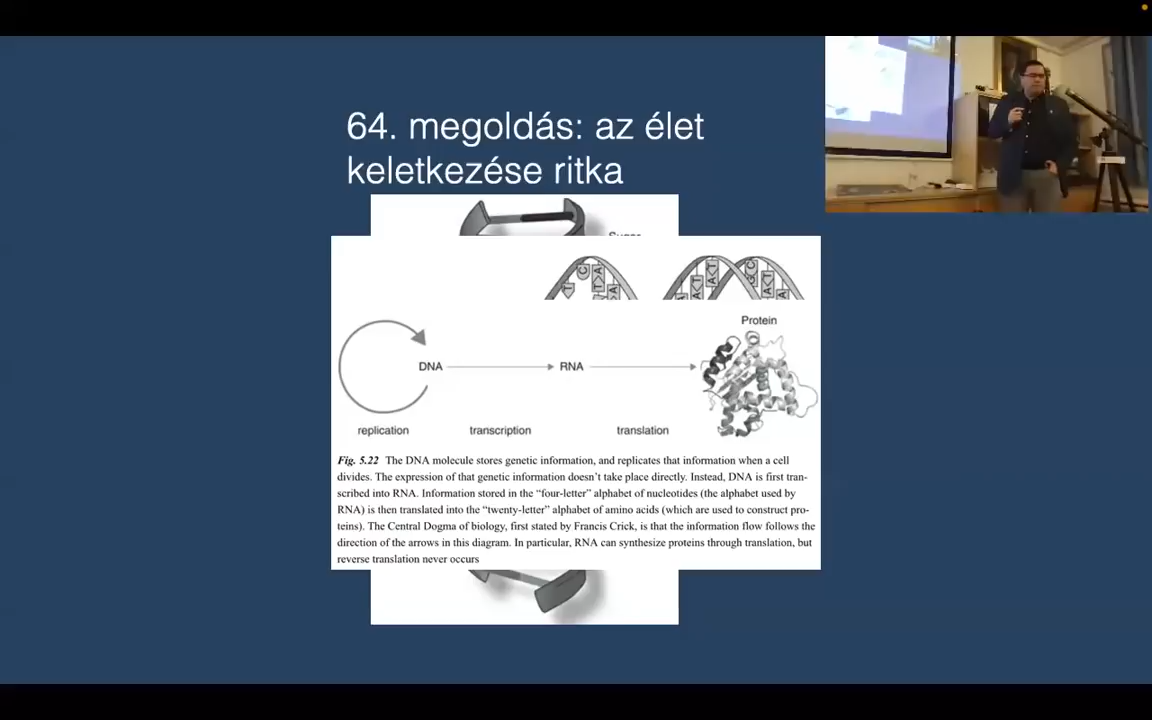 64. megoldás: az élet
keletkezése ritka
Protein
DNA
RNA
replication
transcription
translation
Fig. 5.22 The DNA molecule stores genetic information, and replicates that information when a cell
divides. The expression of that genetic information doesn't take place directly. Instead, DNA is first tran-
scribed into RNA. Information stored in the “four-letter” alphabet of nucleotides (the alphabet used by
RNA) is then translated into the “twenty-letter” alphabet of amino acids (which are used to construct pro-
teins). The Central Dogma of biology, first stated by Francis Crick, is that the information flow follows the
direction of the arrows in this diagram. In particular, RNA can synthesize proteins through translation, but
reverse translation never occurs